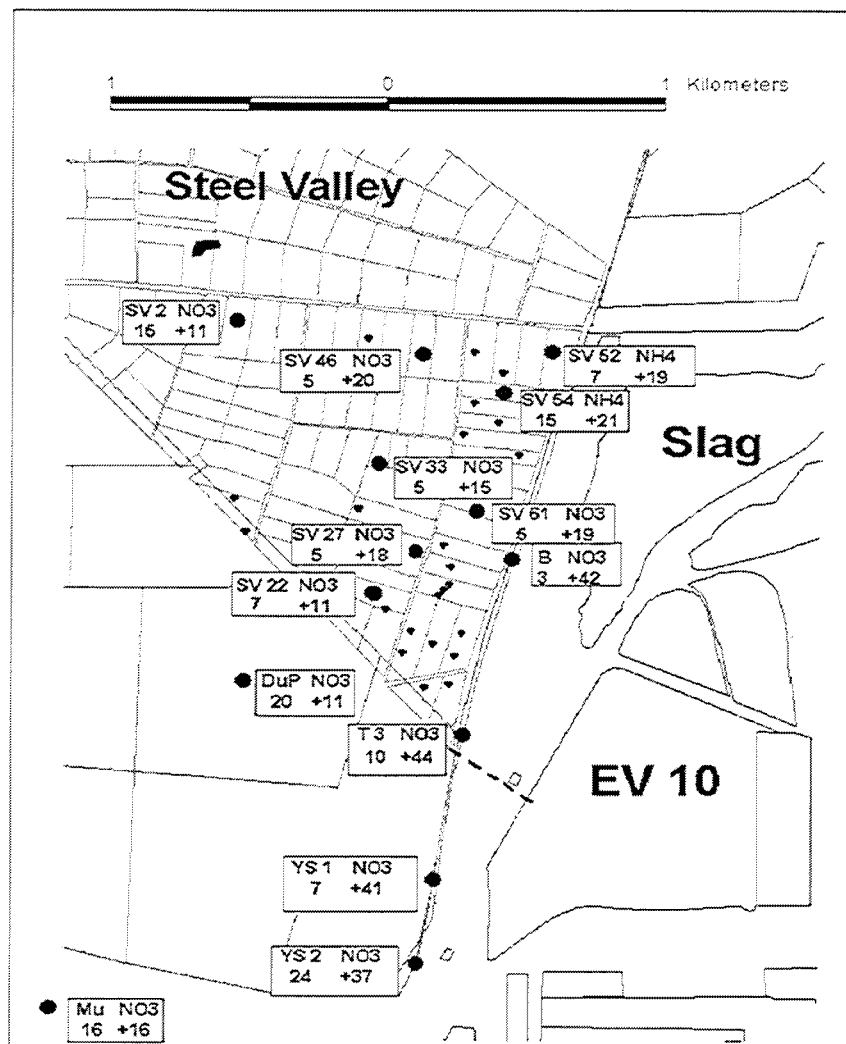 1 0 1 Kilometers
Steel Valley
SV 2 NO3
15 +11
SV 46 NO3
5 +20
SV 52 NH4
7 +19
SV 54 NH4
15 +21
Slag
SV 33 NO3
5 +15
SV 61 NO3
5 +19
SV 27 NO3
5 +18
B NO3
3 +42
SV 22 NO3
7 +11
DuP NO3
20 +11
T 3 NO3
10 +44
EV 10
YS 1 NO3
7 +41
YS 2 NO3
24 +37
Mu NO3
16 +16